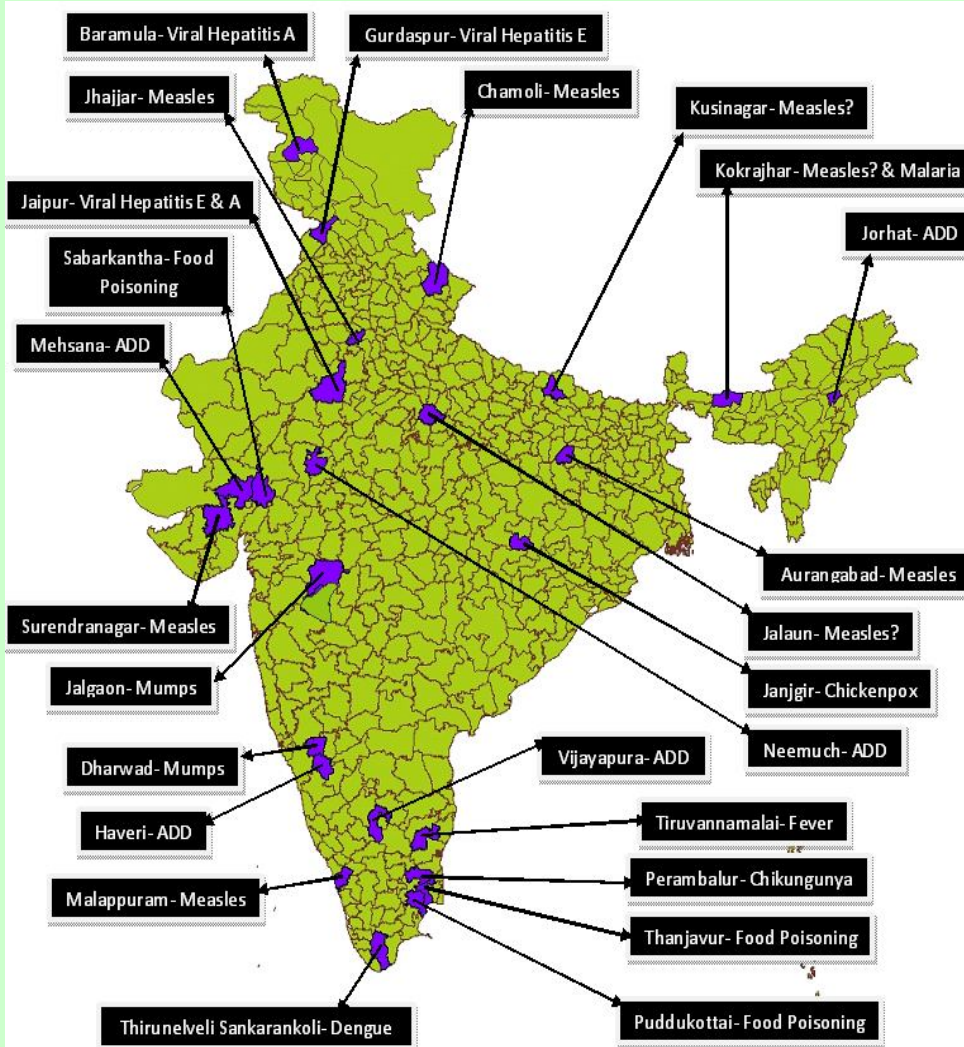 Baramula- Viral Hepatitis A
Gurdaspur- Viral Hepatitis E
Jhajjar- Measles
Chamoli- Measles
Kusinagar- Measles?
Kokrajhar- Measles? & Malaria
Jaipur- Viral Hepatitis E & A
Jorhat- ADD
Sabarkantha- Food
Poisoning
Mehsana- ADD
Aurangabad- Measles
Surendranagar- Measles
Jalaun- Measles?
Jalgaon- Mumps
Janjgir- Chickenpox
Neemuch- ADD
Dharwad- Mumps
Vijayapura- ADD
Haveri- ADD
Tiruvannamalai- Fever
Perambalur- Chikungunya
Malappuram- Measles
Thanjavur- Food Poisoning
Thirunelveli Sankarankoli- Dengue
Puddukottai- Food Poisoning